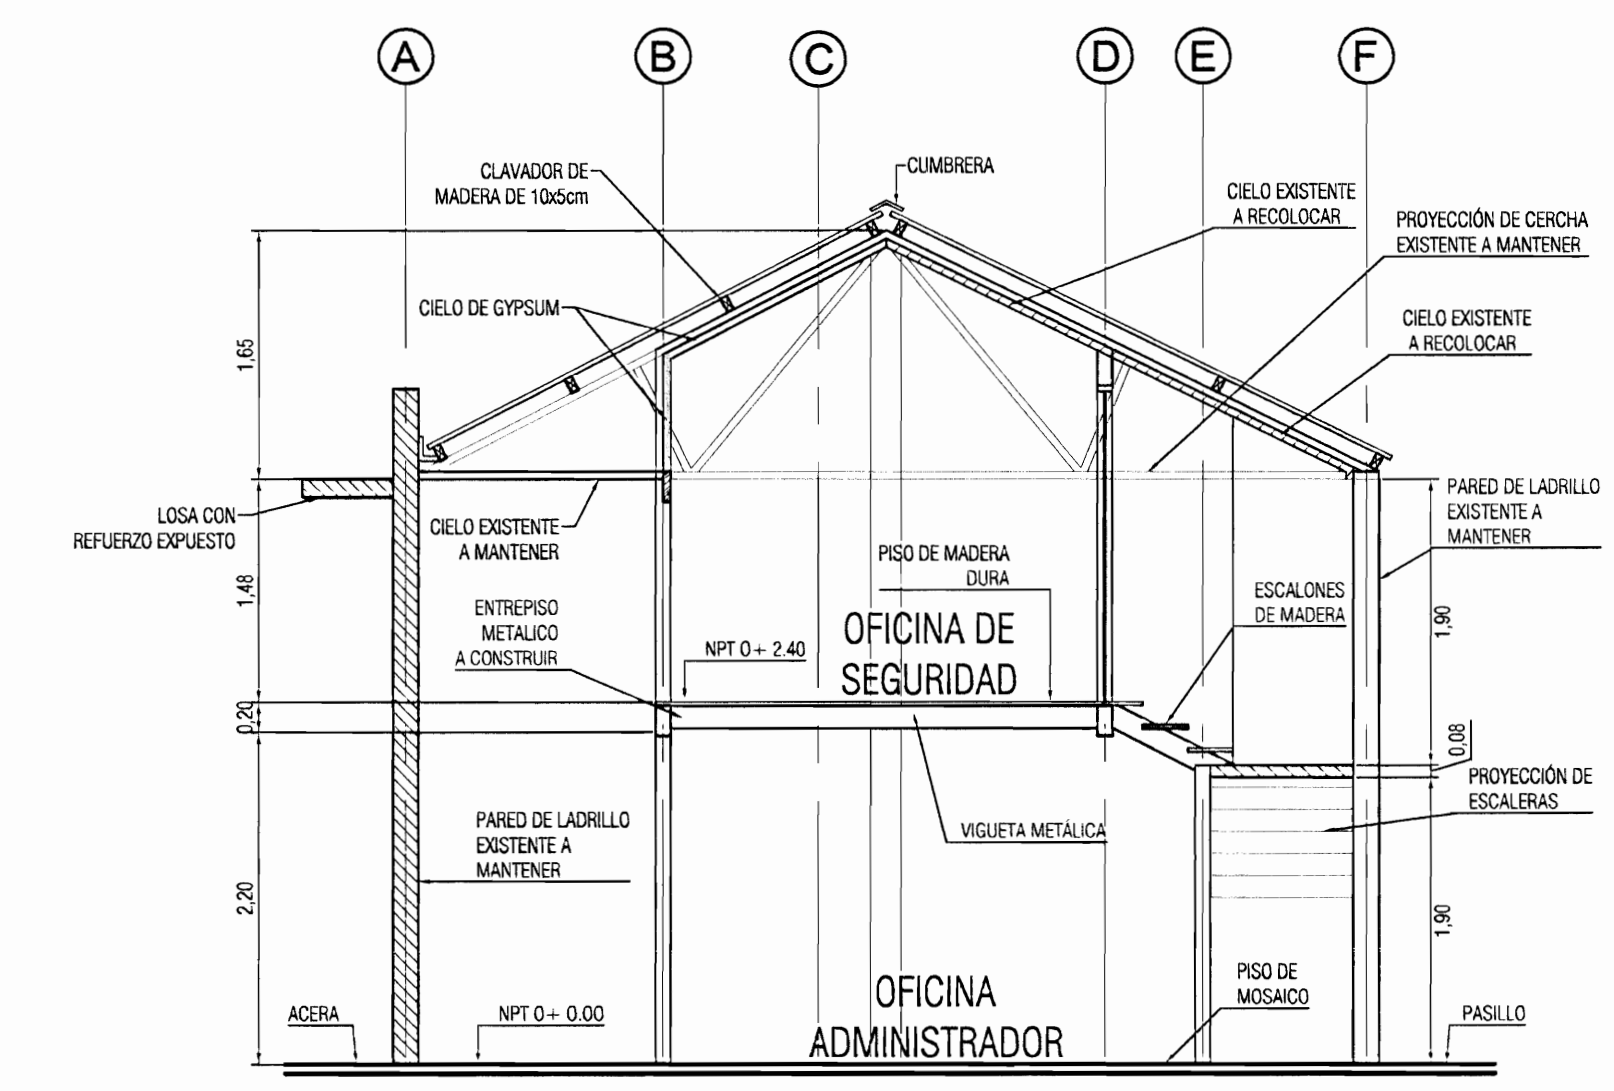 A
B
C
D
E
F
CLAVADOR DE
MADERA DE 10x5cm
CUMBRERA
CIELO EXISTENTE
A RECOLOCAR
PROYECCIÓN DE CERCHA
EXISTENTE A MANTENER
CIELO DE GYPSUM
CIELO EXISTENTE
A RECOLOCAR
1,65
LOSA CON
REFUERZO EXPUESTO
CIELO EXISTENTE
A MANTENER
PISO DE MADERA
DURA
PARED DE LADRILLO
EXISTENTE A
MANTENER
1,48
ENTREPISO
METALICO
A CONSTRUIR
NPT 0+ 2.40
OFICINA DE
SEGURIDAD
ESCALONES
DE MADERA
1,90
0,20
0,08
PROYECCIÓN DE
ESCALERAS
PARED DE LADRILLO
EXISTENTE A
MANTENER
VIGUETA METÁLICA
2,20
1,90
OFICINA
ADMINISTRADOR
PISO DE
MOSAICO
ACERA
NPT 0+ 0.00
PASILLO